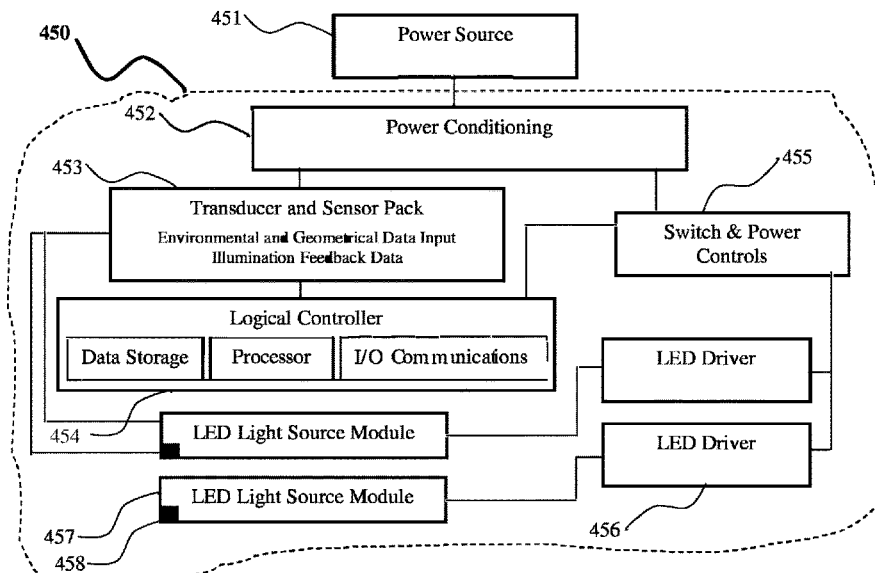 451
Power Source
450
452
Power Conditioning
453
455
Transducer and Sensor Pack
Environmental and Geometrical Data Input
Illumination Feedback Data
Switch & Power
Controls
Logical Controller
Data Storage
Processor
I/O Communications
LED Driver
454
LED Light Source Module
LED Driver
LED Light Source Module
457
458
456